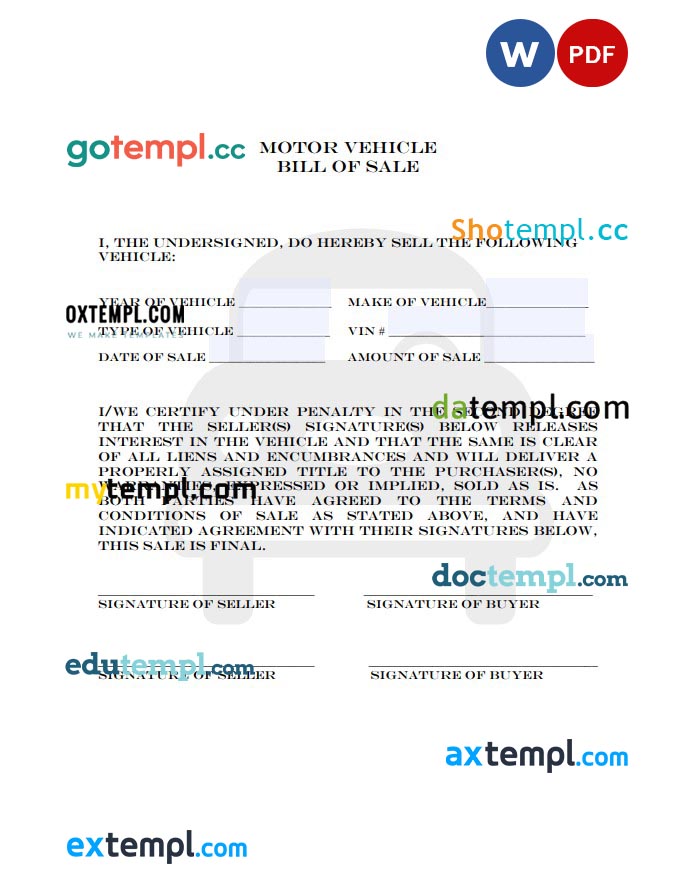 W PDF
gotempl.cc
MOTOR VEHICLE
BILL OF SALE
Shotempl.cc
I, THE UNDERSIGNED, DO HEREBY SELL THE FOLLOWING
VEHICLE:
YEAR OF VEHICLE MAKE OF VEHICLE
OXTEMPL.COM
WE MAKE TEMPLATES
TYPE OF VEHICLE VIN #
DATE OF SALE AMOUNT OF SALE
datempl.com
I/WE CERTIFY UNDER PENALTY IN THE SECOND DEGREE
THAT THE SELLER(S) SIGNATURE(S) BELOW RELEASES
INTEREST IN THE VEHICLE AND THAT THE SAME IS CLEAR
OF ALL LIENS AND ENCUMBRANCES AND WILL DELIVER A
PROPERLY ASSIGNED TITLE TO THE PURCHASER(S), NO
WARRANTIES, EXPRESSED OR IMPLIED, SOLD AS IS. AS
mytempl.com
BOTH PARTIES HAVE AGREED TO THE TERMS AND
CONDITIONS OF SALE AS STATED ABOVE, AND HAVE
INDICATED AGREEMENT WITH THEIR SIGNATURES BELOW,
THIS SALE IS FINAL.
doctempl.com
SIGNATURE OF SELLER SIGNATURE OF BUYER
edutempl.com
SIGNATURE OF SELLER SIGNATURE OF BUYER
axtempl.com
extempl.com